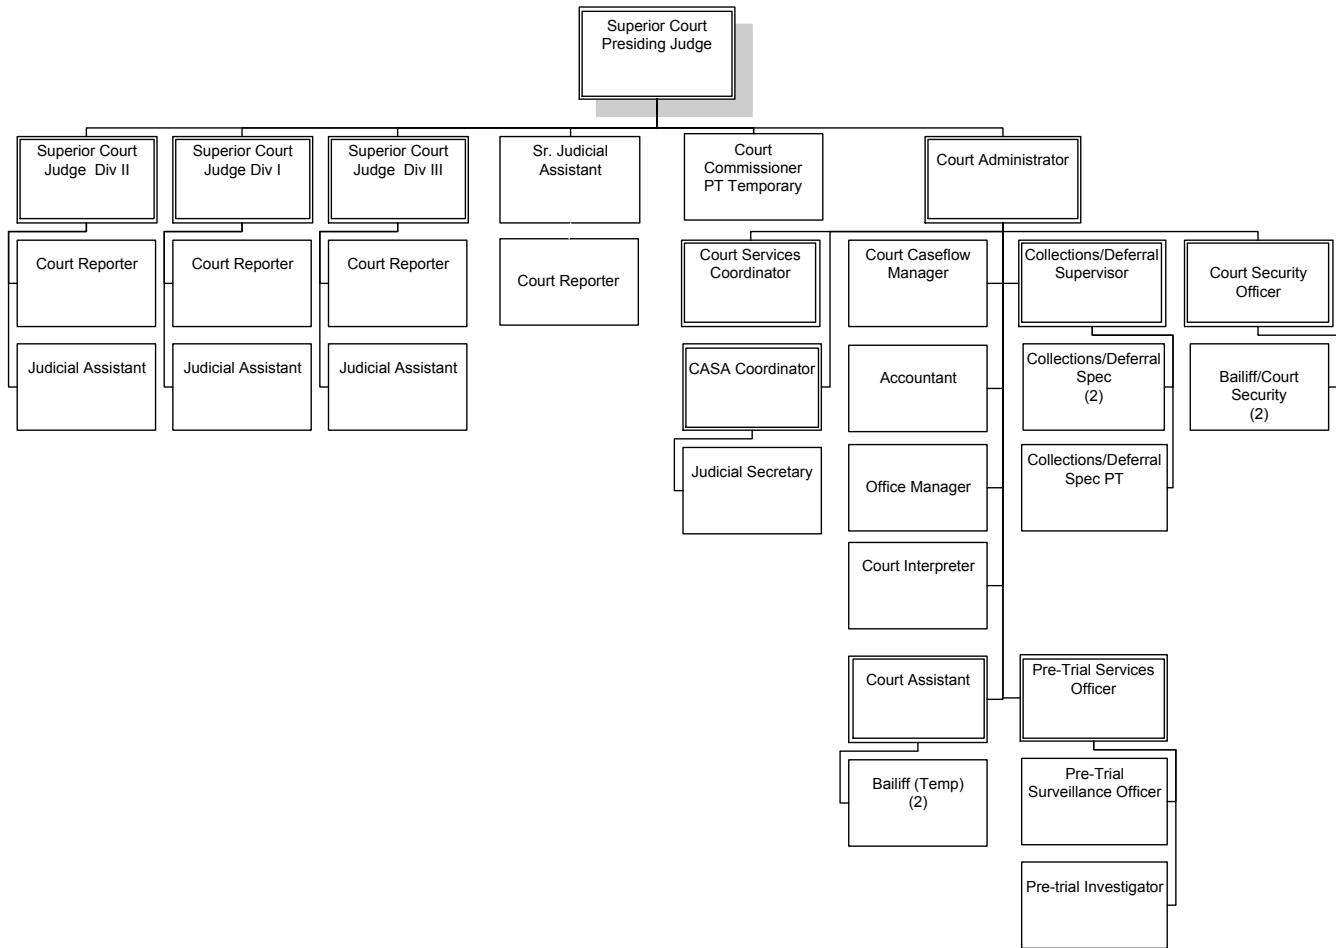 Superior Court
Presiding Judge
Superior Court
Judge Div II
Superior Court
Judge Div I
Superior Court
Judge Div III
Sr. Judicial
Assistant
Court
Commissioner
PT Temporary
Court Administrator
Court Reporter
Court Reporter
Court Reporter
Court Reporter
Court Services
Coordinator
Court Caseflow
Manager
Collections/Deferral
Supervisor
Court Security
Officer
Judicial Assistant
Judicial Assistant
Judicial Assistant
CASA Coordinator
Accountant
Collections/Deferral
Spec
(2)
Bailiff/Court
Security
(2)
Judicial Secretary
Office Manager
Collections/Deferral
Spec PT
Court Interpreter
Court Assistant
Pre-Trial Services
Officer
Bailiff (Temp)
(2)
Pre-Trial
Surveillance Officer
Pre-trial Investigator